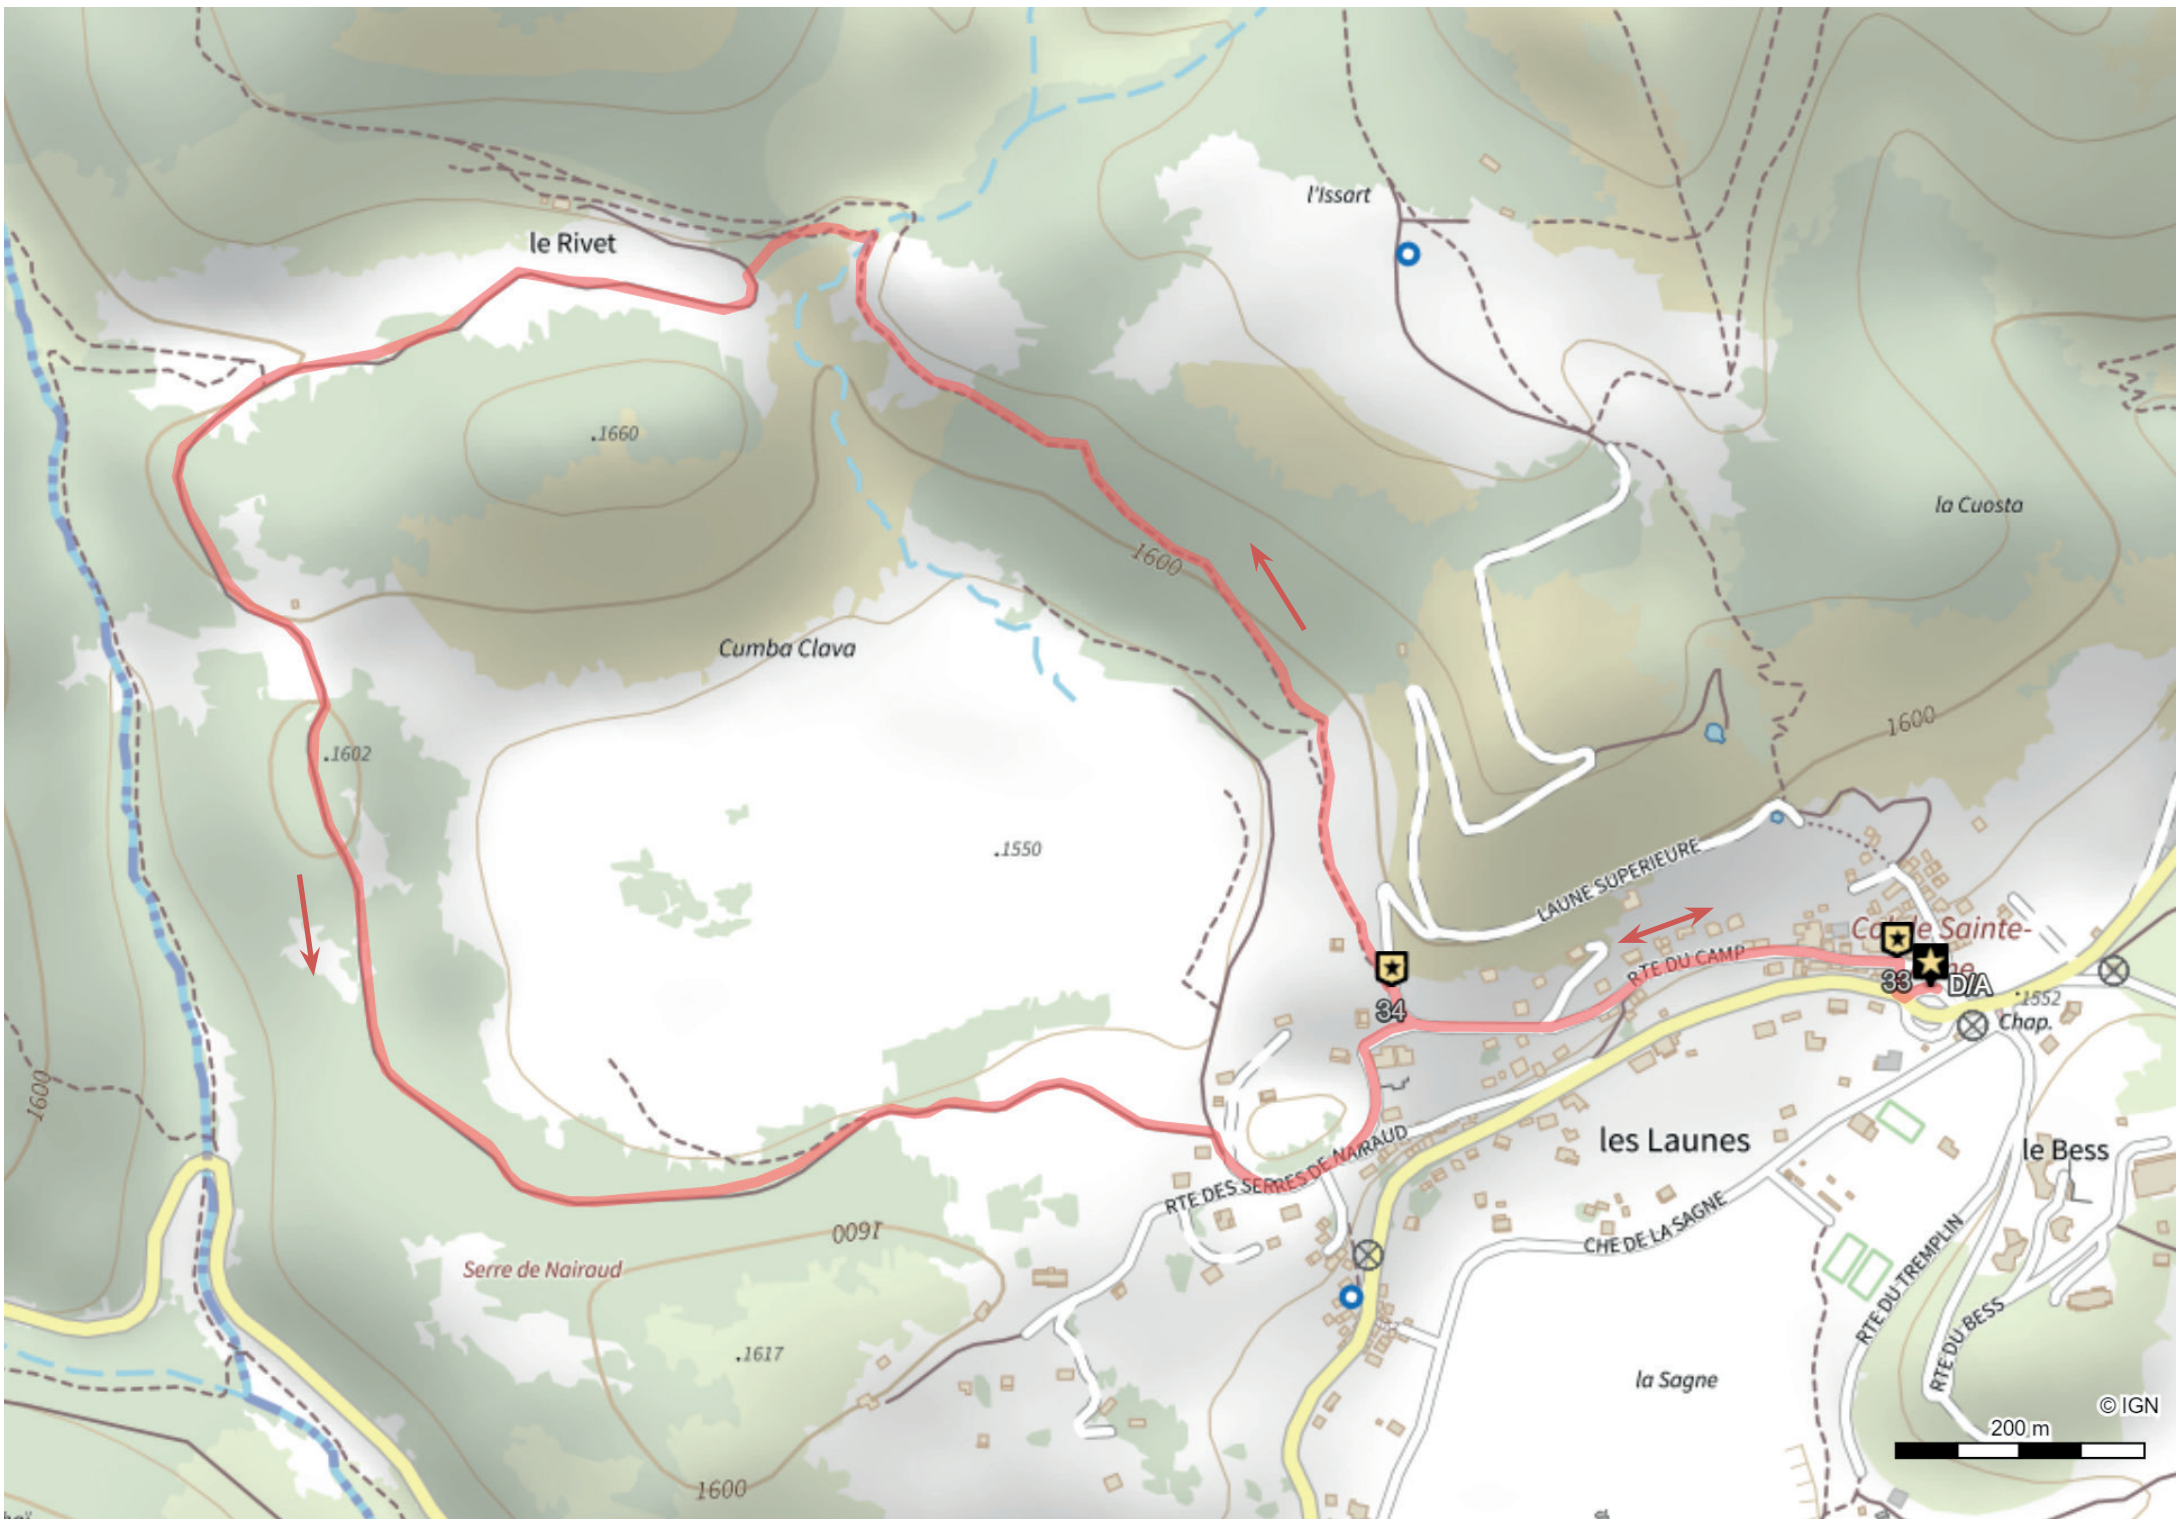 l'Issart
le Rivet
.1660
la Cuosta
1600
Cumba Clava
1600
.1602
.1550
LAUNE SUPERIEURE
RTE DU CAMP
Sainte-
33
D/A
.1552
34
Chap.
1600
les Launes
le Bess
RTE DES SERRES DE NAIRAUD
CHE DE LA SAGNE
1600
Serre de Nairaud
RTE DU TREMPLIN
RTE DU BESS
.1617
la Sagne
© IGN
200 m
1600